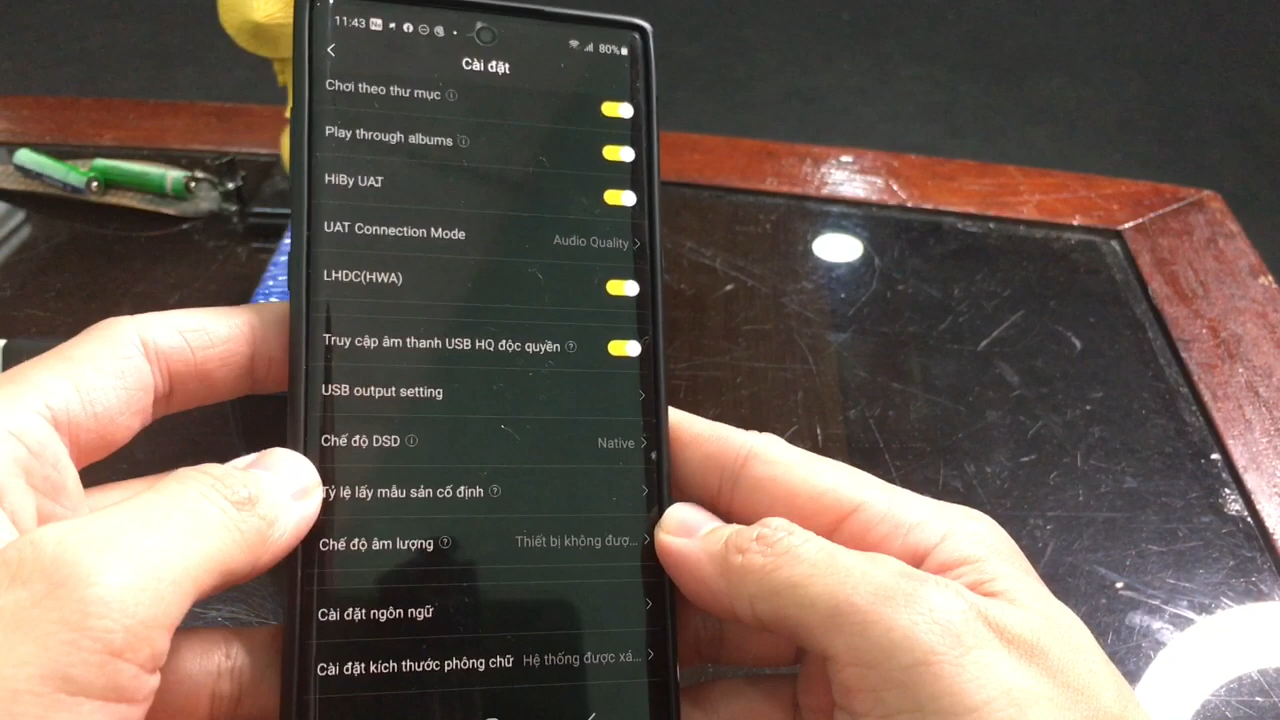 11:43
80%
Cài đặt
Chơi theo thư mục
Play through albums
HiBy UAT
UAT Connection Mode Audio Quality
LHDC(HWA)
Truy cập âm thanh USB HQ độc quyền
USB output setting
Chế độ DSD Native
Tỷ lệ lấy mẫu sản cố định
Chế độ âm lượng Thiết bị không đượ...
Cài đặt ngôn ngữ
Cài đặt kích thước phông chữ Hệ thống được xá...